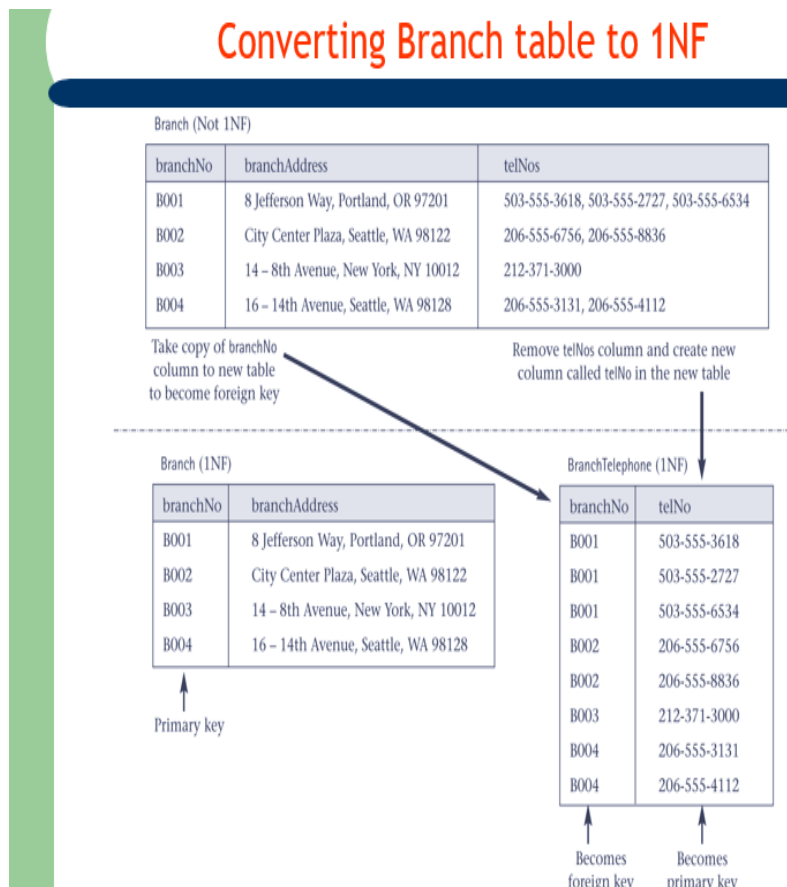 Converting Branch table to 1NF
Branch (Not 1NF)
branchNo branchAddress telNos
B001 8 Jefferson Way, Portland, OR 97201 503-555-3618, 503-555-2727, 503-555-6534
B002 City Center Plaza, Seattle, WA 98122 206-555-6756, 206-555-8836
B003 14 – 8th Avenue, New York, NY 10012 212-371-3000
B004 16 – 14th Avenue, Seattle, WA 98128 206-555-3131, 206-555-4112
Take copy of branchNo
column to new table
to become foreign key
Remove telNos column and create new
column called telNo in the new table
Branch (1NF)
branchNo branchAddress
B001 8 Jefferson Way, Portland, OR 97201
B002 City Center Plaza, Seattle, WA 98122
B003 14 – 8th Avenue, New York, NY 10012
B004 16 – 14th Avenue, Seattle, WA 98128
Primary key
BranchTelephone (1NF)
branchNo telNo
B001 503-555-3618
B001 503-555-2727
B001 503-555-6534
B002 206-555-6756
B002 206-555-8836
B003 212-371-3000
B004 206-555-3131
B004 206-555-4112
Becomes
foreign key
Becomes
primary key